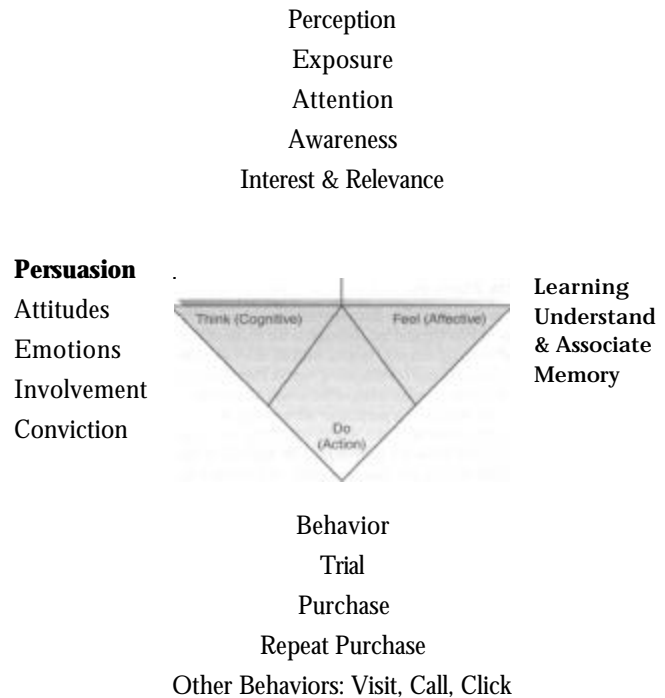 Perception
Exposure
Attention
Awareness
Interest & Relevance
Persuasion
Attitudes
Emotions
Involvement
Conviction
Think (Cognitive)
Feel (Affective)
Do
(Action)
Learning
Understand
& Associate
Memory
Behavior
Trial
Purchase
Repeat Purchase
Other Behaviors: Visit, Call, Click